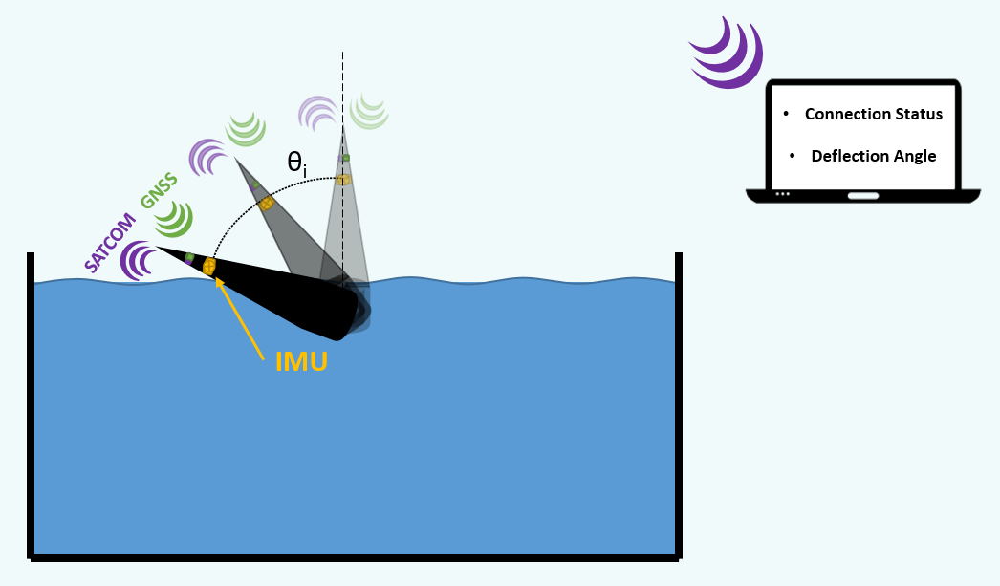 • Connection Status
• Deflection Angle
θi
GNSS
SATCOM
IMU